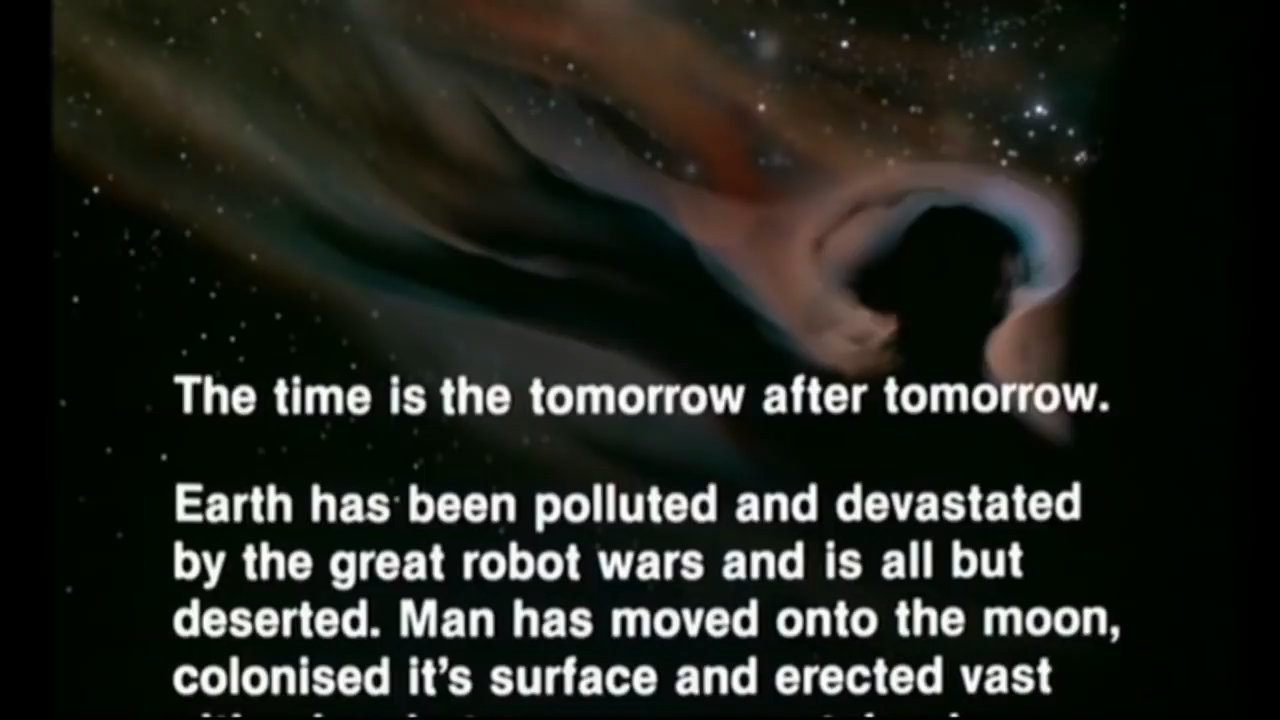 The time is the tomorrow after tomorrow.
Earth has been polluted and devastated
by the great robot wars and is all but
deserted. Man has moved onto the moon,
colonised it's surface and erected vast